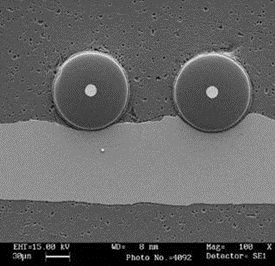 EHT=15.00 kV WD= 8 mm Mag= 100 X
30µm Photo No.=4092 Detector= SE1